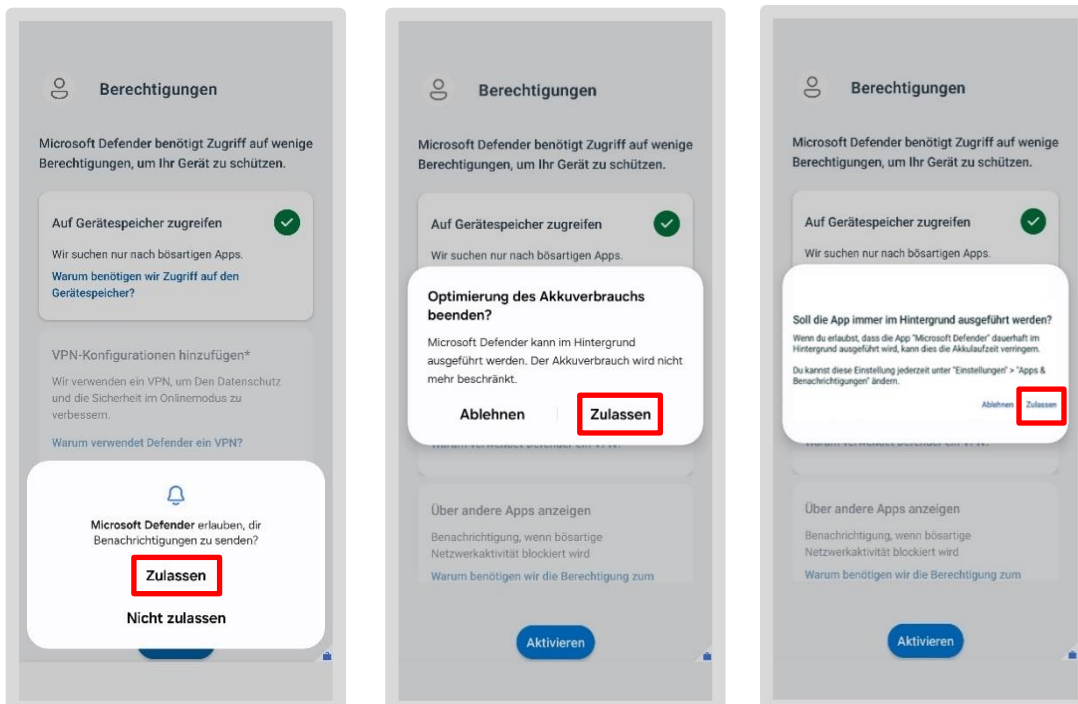 Berechtigungen
Microsoft Defender benötigt Zugriff auf wenige
Berechtigungen, um Ihr Gerät zu schützen.
Auf Gerätespeicher zugreifen
Wir suchen nur nach bösartigen Apps.
Warum benötigen wir Zugriff auf den
Gerätespeicher?
VPN-Konfigurationen hinzufügen*
Wir verwenden ein VPN, um Den Datenschutz
und die Sicherheit im Onlinemodus zu
verbessern.
Warum verwendet Defender ein VPN?
Microsoft Defender erlauben, dir
Benachrichtigungen zu senden?
Zulassen
Nicht zulassen
Berechtigungen
Microsoft Defender benötigt Zugriff auf wenige
Berechtigungen, um Ihr Gerät zu schützen.
Auf Gerätespeicher zugreifen
Wir suchen nur nach bösartigen Apps.
Optimierung des Akkuverbrauchs
beenden?
Microsoft Defender kann im Hintergrund
ausgeführt werden. Der Akkuverbrauch wird nicht
mehr beschränkt.
Ablehnen Zulassen
Warum verwendet Defender ein VPN?
Über andere Apps anzeigen
Benachrichtigung, wenn bösartige
Netzwerkaktivität blockiert wird
Warum benötigen wir die Berechtigung zum
Aktivieren
Berechtigungen
Microsoft Defender benötigt Zugriff auf wenige
Berechtigungen, um Ihr Gerät zu schützen.
Auf Gerätespeicher zugreifen
Wir suchen nur nach bösartigen Apps.
Soll die App immer im Hintergrund ausgeführt werden?
Wenn du erlaubst, dass die App "Microsoft Defender" dauerhaft im
Hintergrund ausgeführt wird, kann dies die Akkulaufzeit verringern.
Du kannst diese Einstellung jederzeit unter "Einstellungen" > "Apps &
Benachrichtigungen" ändern.
Ablehnen Zulassen
Warum verwendet Defender ein VPN?
Über andere Apps anzeigen
Benachrichtigung, wenn bösartige
Netzwerkaktivität blockiert wird
Warum benötigen wir die Berechtigung zum
Aktivieren